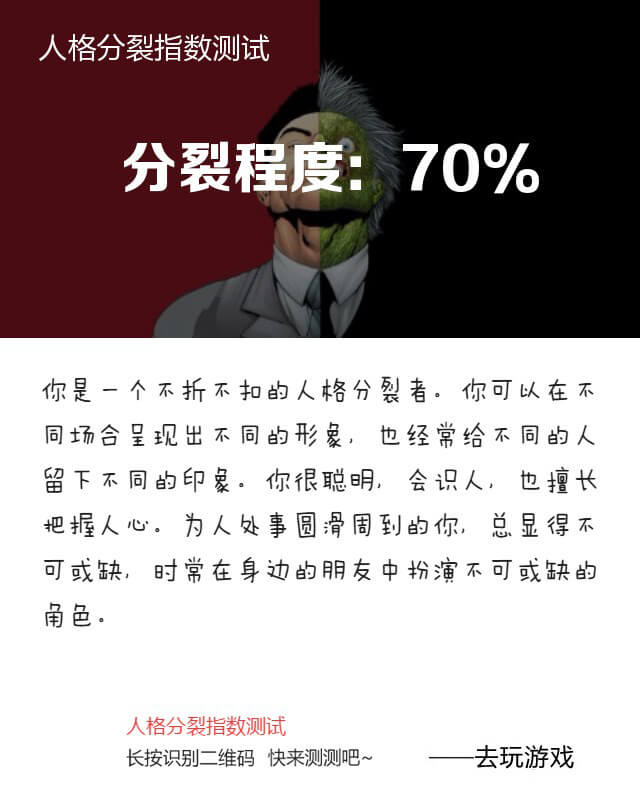 人格分裂指数测试
分裂程度: 70%
你是一个不折不扣的人格分裂者。你可以在不
同场合呈现出不同的形象, 也经常给不同的人
留下不同的印象。你很聪明, 会识人, 也擅长
把握人心。为人处事圆滑周到的你, 总显得不
可或缺, 时常在身边的朋友中扮演不可或缺的
角色。
人格分裂指数测试
长按识别二维码 快来测测吧~
——去玩游戏